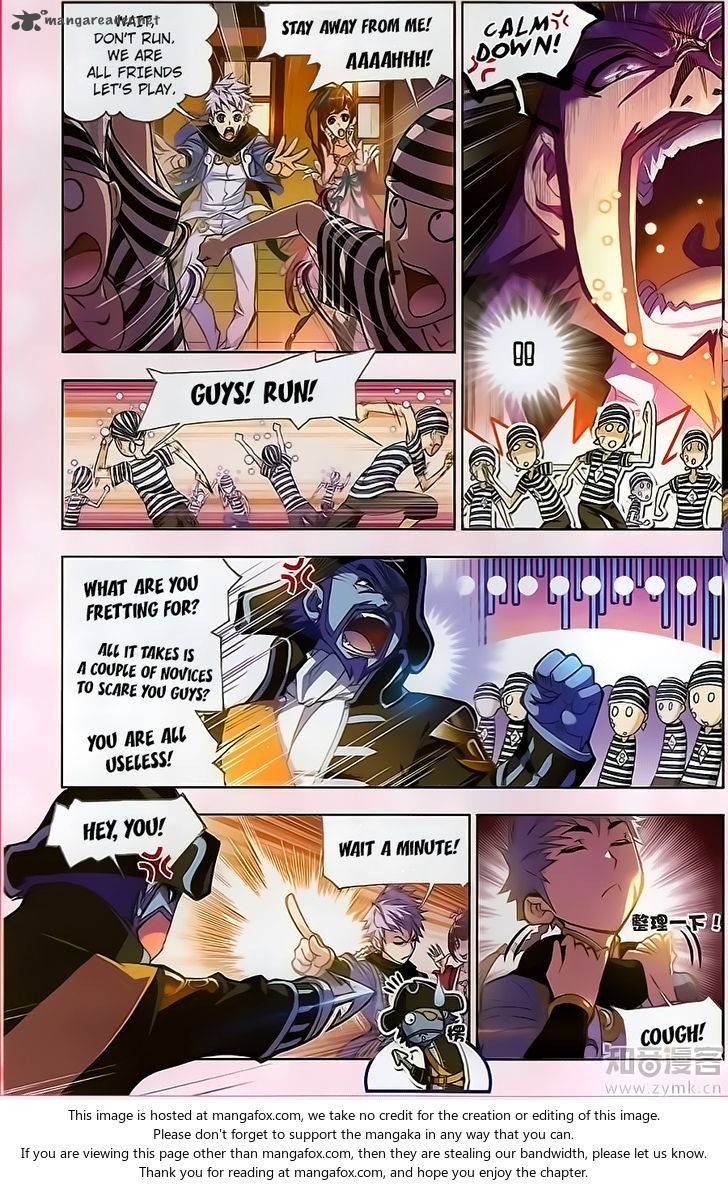 mangareader.net
WAIT,
DON'T RUN.
WE ARE
ALL FRIENDS
LET'S PLAY.
STAY AWAY FROM ME!
AAAAHHH!
CALM
DOWN!
!!
GUYS! RUN!
WHAT ARE YOU
FRETTING FOR?
ALL IT TAKES IS
A COUPLE OF NOVICES
TO SCARE YOU GUYS?
YOU ARE ALL
USELESS!
HEY, YOU!
WAIT A MINUTE!
愣
整理一下!
COUGH!
知音漫客
www.zymk.cn
This image is hosted at mangafox.com, we take no credit for the creation or editing of this image.
Please don't forget to support the mangaka in any way that you can.
If you are viewing this page other than mangafox.com, then they are stealing our bandwidth, please let us know.
Thank you for reading at mangafox.com, and hope you enjoy the chapter.